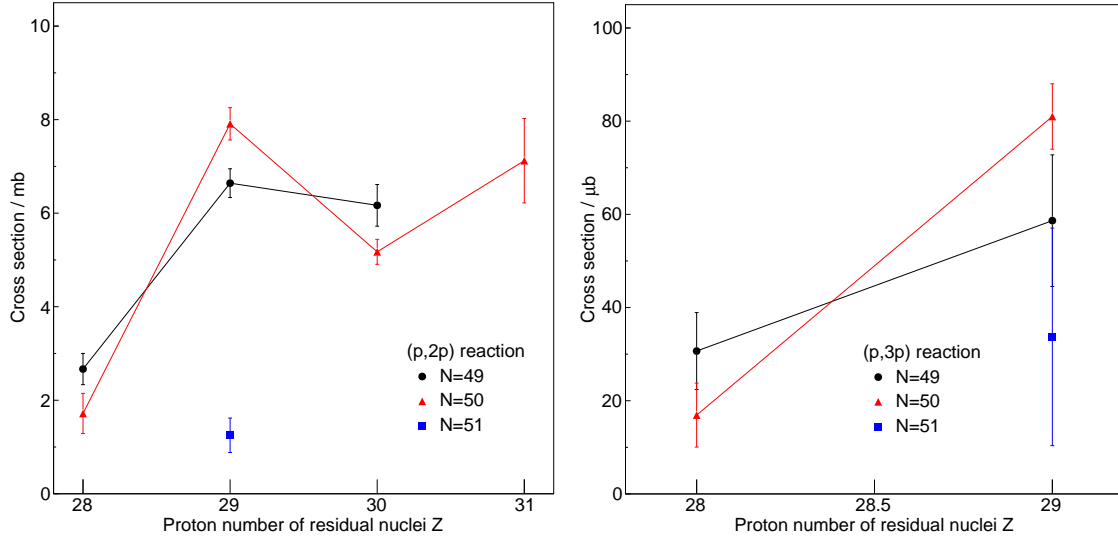 10
8
6
4
2
0
Cross section / mb
(p,2p) reaction
N=49
N=50
N=51
28
29
30
31
Proton number of residual nuclei Z
100
80
60
40
20
0
Cross section / μb
(p,3p) reaction
N=49
N=50
N=51
28
28.5
29
Proton number of residual nuclei Z